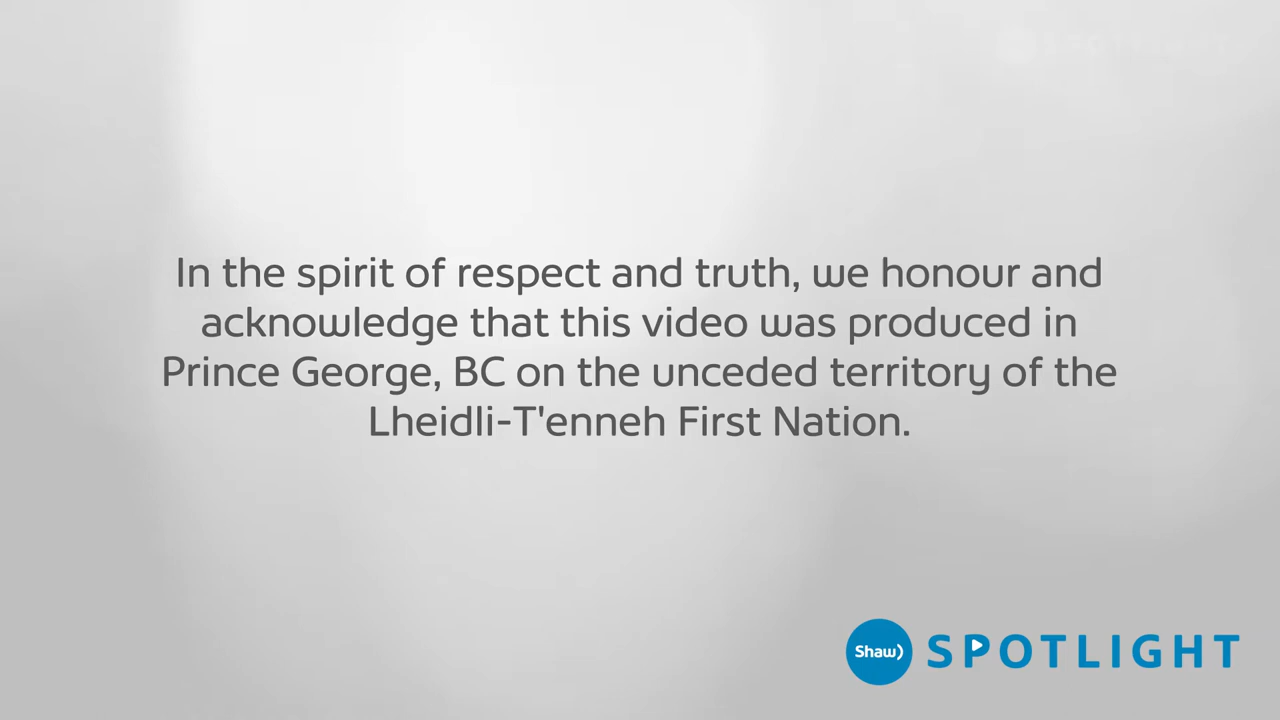 In the spirit of respect and truth, we honour and
acknowledge that this video was produced in
Prince George, BC on the unceded territory of the
Lheidli-T'enneh First Nation.
Shaw) SPOTLIGHT